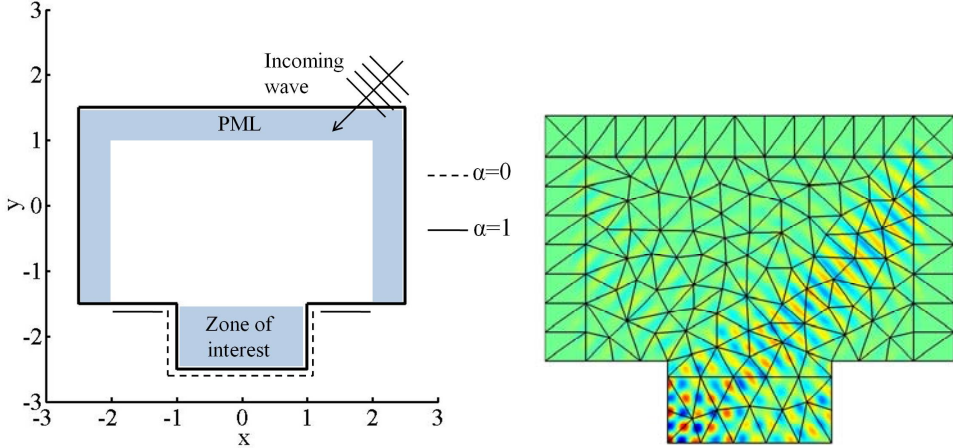 3
2
1
0
-1
-2
-3
y
Incoming
wave
PML
α=0
α=1
Zone of
interest
-3 -2 -1 0 1 2 3
x